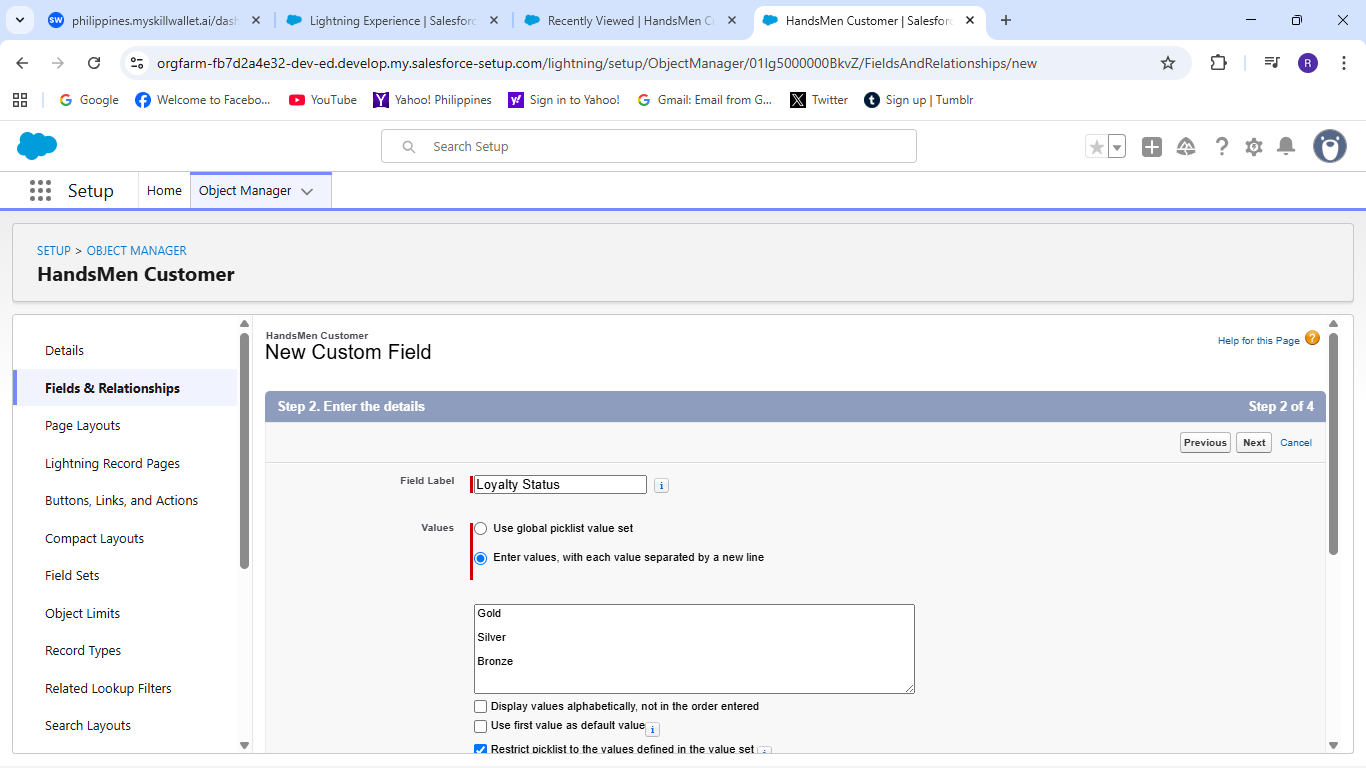 philippines.myskillwallet.ai/dash
Lightning Experience | Salesforc
Recently Viewed | HandsMen C
HandsMen Customer | Salesforc
orgfarm-fb7d2a4e32-dev-ed.develop.my.salesforce-setup.com/lightning/setup/ObjectManager/01Ig5000000BkvZ/FieldsAndRelationships/new
R
Google
Welcome to Facebo...
YouTube
Yahoo! Philippines
Sign in to Yahoo!
Gmail: Email from G...
Twitter
Sign up | Tumblr
Search Setup
Setup
Home
Object Manager
SETUP > OBJECT MANAGER
HandsMen Customer
Details
Fields & Relationships
Page Layouts
Lightning Record Pages
Buttons, Links, and Actions
Compact Layouts
Field Sets
Object Limits
Record Types
Related Lookup Filters
Search Layouts
HandsMen Customer
New Custom Field
Help for this Page
Step 2. Enter the details
Step 2 of 4
Previous
Next
Cancel
Field Label
Loyalty Status
Values
Use global picklist value set
Enter values, with each value separated by a new line
Gold
Silver
Bronze
Display values alphabetically, not in the order entered
Use first value as default value
Restrict picklist to the values defined in the value set